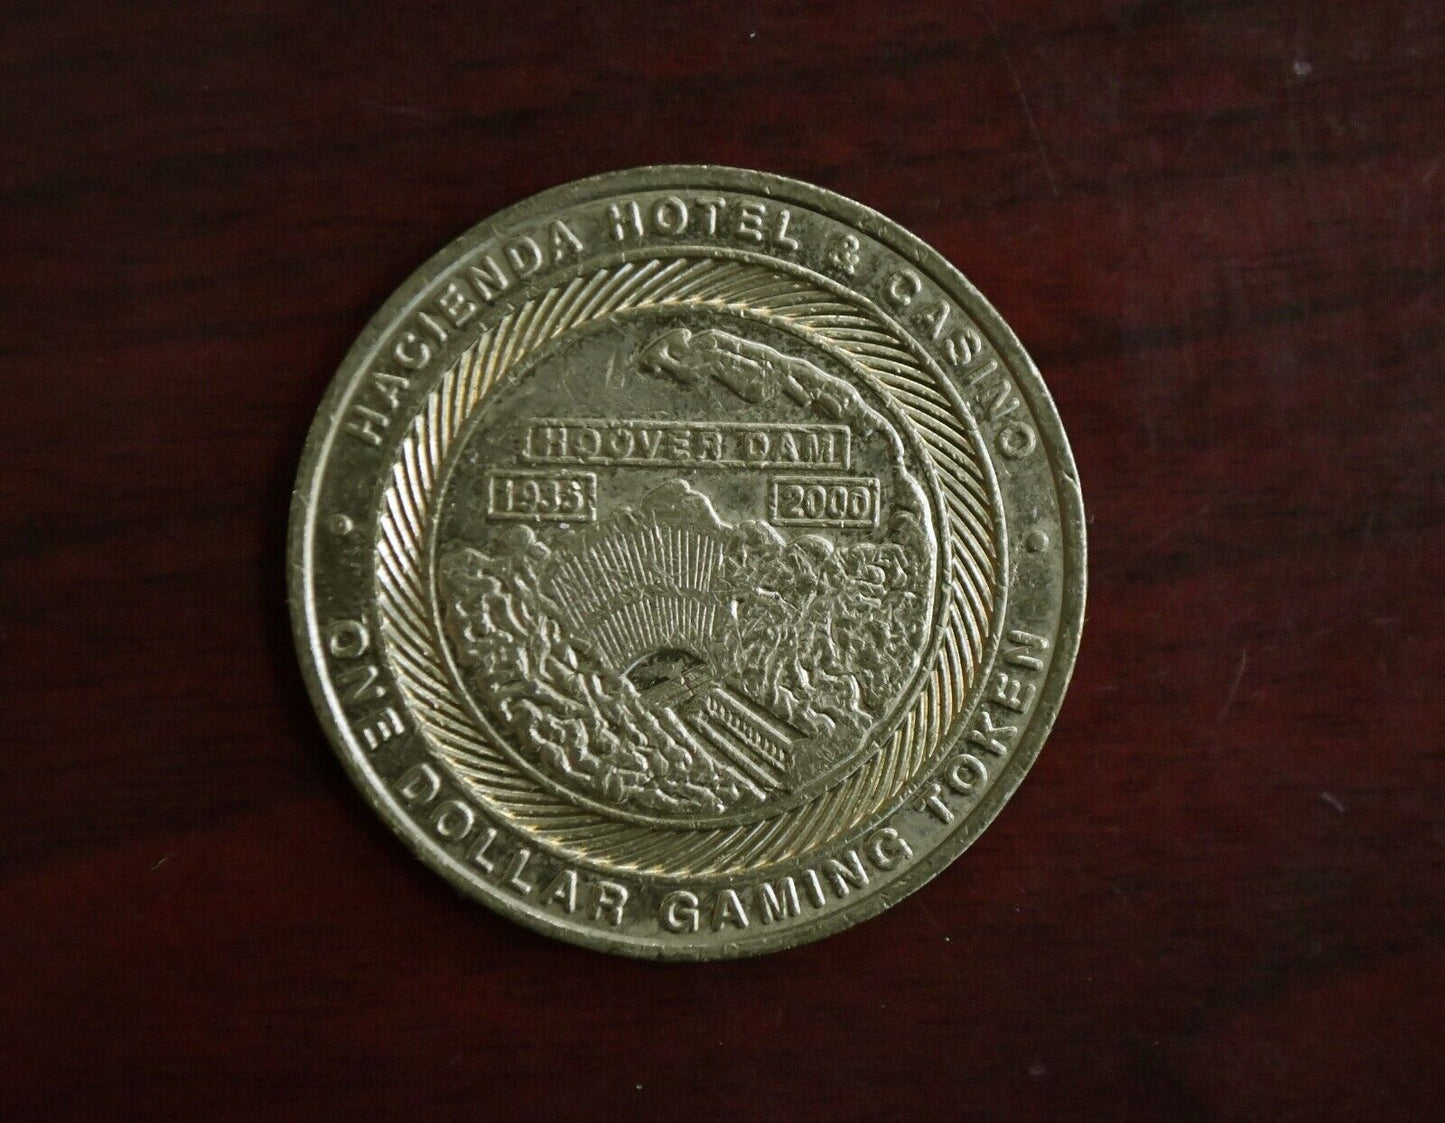 HACIENDA HOTEL & CASINO
HOOVER DAM
1935 2000
ONE DOLLAR GAMING TOKEN